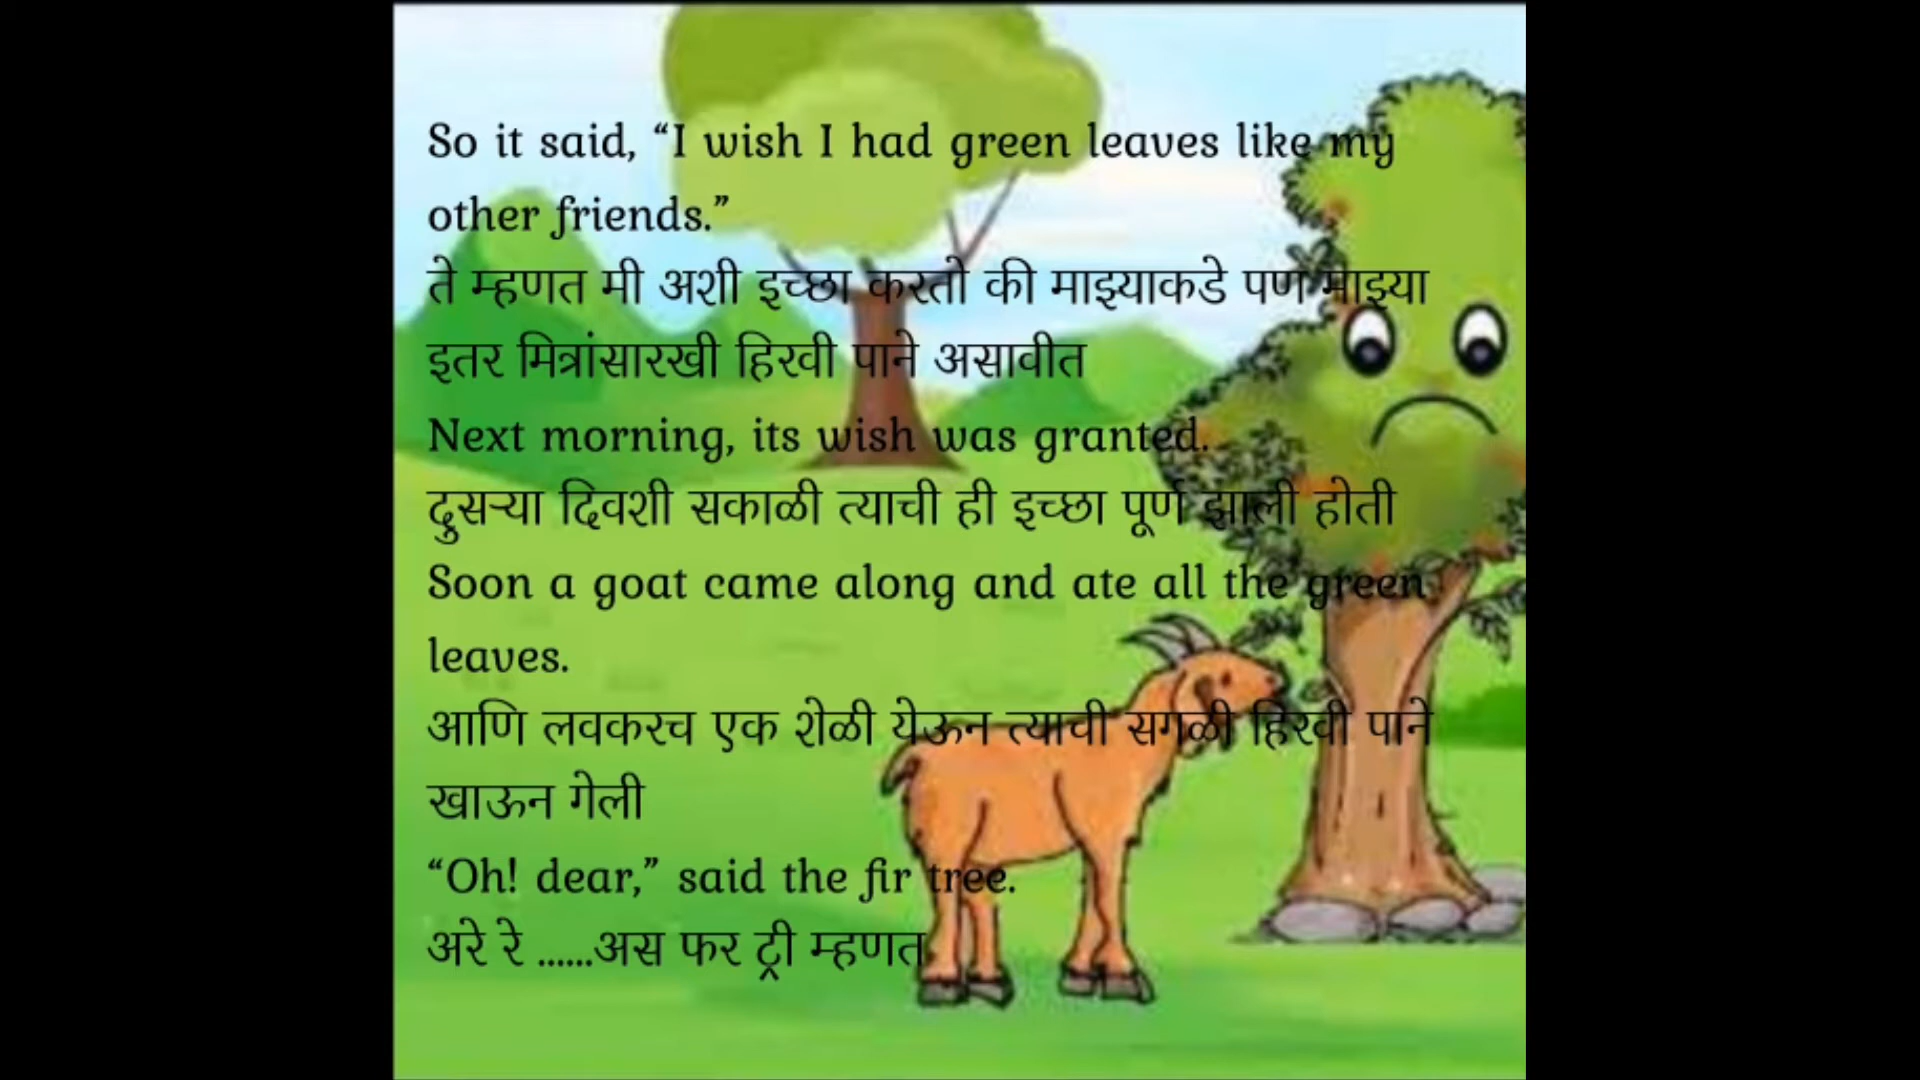 So it said, “I wish I had green leaves like my
other friends.”
ते म्हणत मी अशी इच्छा करतो की माझ्याकडे पण माझ्या
इतर मित्रांसारखी हिरवी पाने असावीत
Next morning, its wish was granted.
दुसऱ्या दिवशी सकाळी त्याची ही इच्छा पूर्ण झाली होती
Soon a goat came along and ate all the green
leaves.
आणि लवकरच एक शेळी येऊन त्याची सगळी हिरवी पाने
खाऊन गेली
“Oh! dear,” said the fir tree.
अरे रे ......अस फर ट्री म्हणत